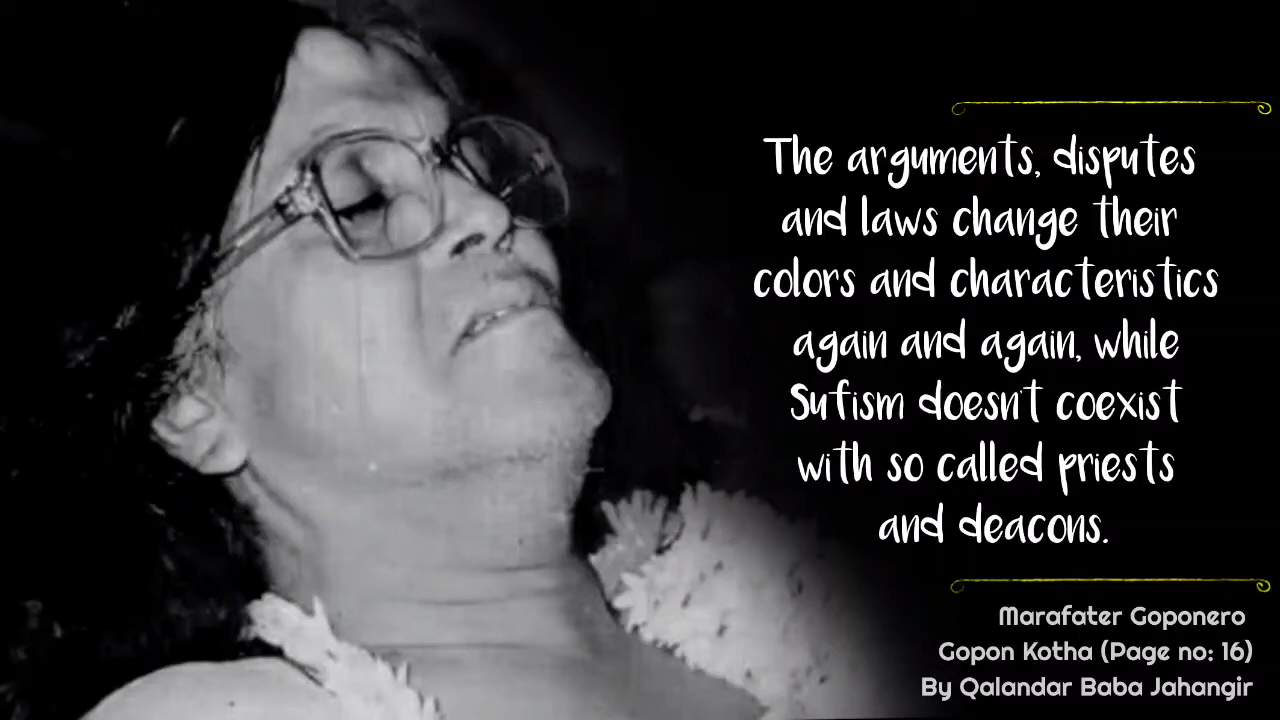 The arguments, disputes
and laws change their
colors and characteristics
again and again, while
Sufism doesn't coexist
with so called priests
and deacons.
Marafater Goponero
Gopon Kotha (Page no: 16)
By Qalandar Baba Jahangir